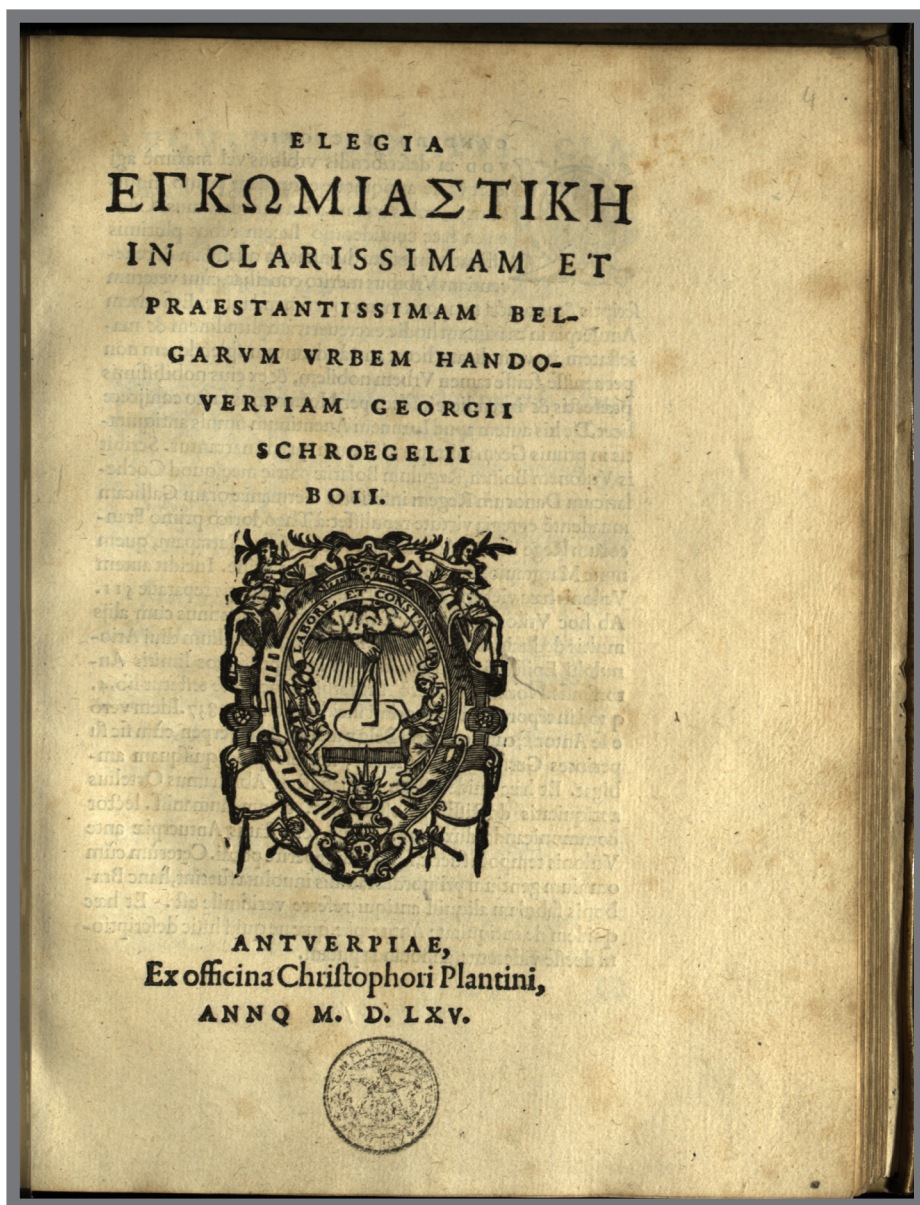 4
ELEGIA
ΕΓΚΩΜΙΑΣΤΙΚΗ
IN CLARISSIMAM ET
PRAESTANTISSIMAM BEL-
GARVM VRBEM HANDO-
VERPIAM GEORGII
SCHROEGELII
BOII.
LABORE, ET CONSTANTIA
ANTVERPIAE,
Ex officina Chriſtophori Plantini,
ANNO M. D. LXV.